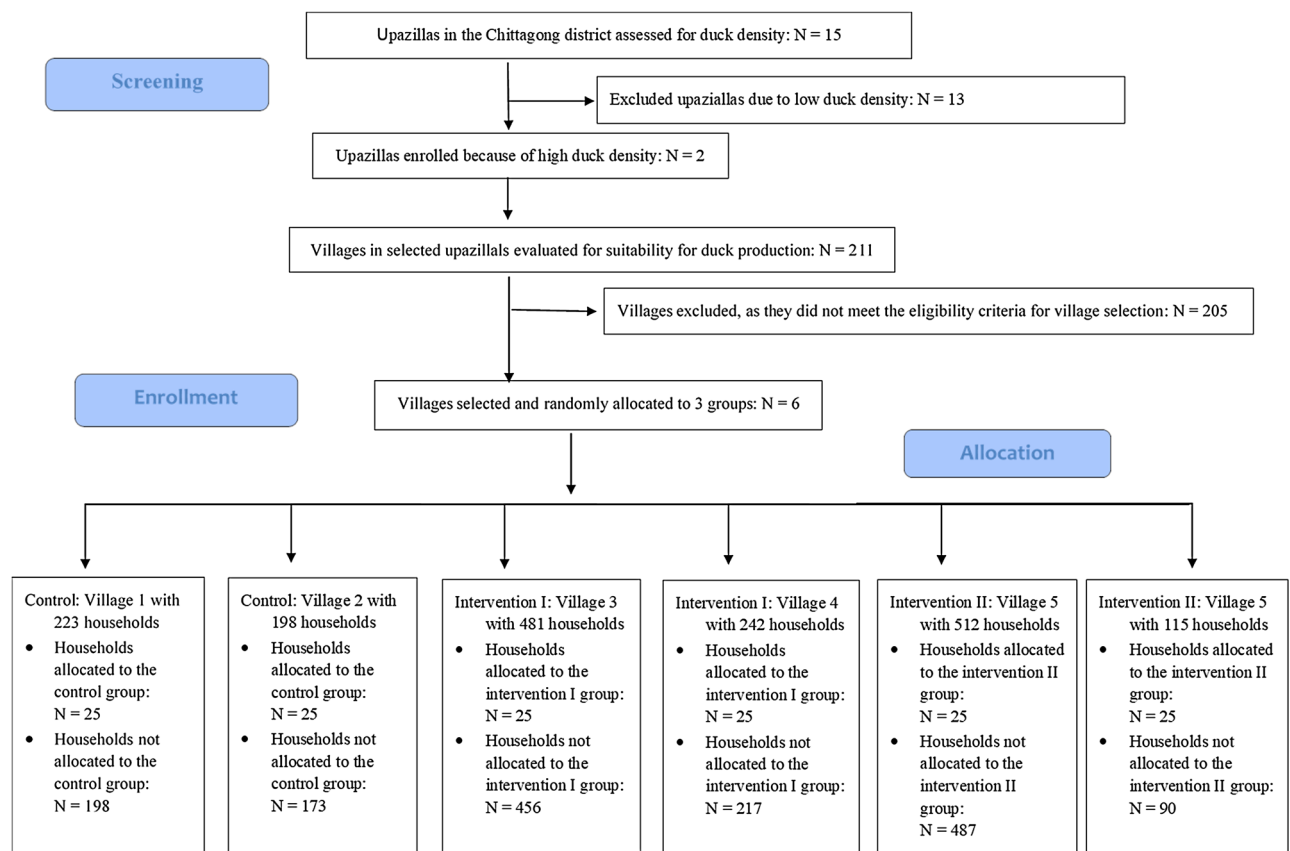 Upazillas in the Chittagong district assessed for duck density: N = 15
Screening
Excluded upaziallas due to low duck density: N = 13
Upazillas enrolled because of high duck density: N = 2
Villages in selected upazillals evaluated for suitability for duck production: N = 211
Villages excluded, as they did not meet the eligibility criteria for village selection: N = 205
Enrollment
Villages selected and randomly allocated to 3 groups: N = 6
Allocation
Control: Village 1 with
223 households
• Households
allocated to the
control group:
N = 25
• Households not
allocated to the
control group:
N = 198
Control: Village 2 with
198 households
• Households
allocated to the
control group:
N = 25
• Households not
allocated to the
control group:
N = 173
Intervention I: Village 3
with 481 households
• Households
allocated to the
intervention I group:
N = 25
• Households not
allocated to the
intervention I group:
N = 456
Intervention I: Village 4
with 242 households
• Households
allocated to the
intervention I group:
N = 25
• Households not
allocated to the
intervention I group:
N = 217
Intervention II: Village 5
with 512 households
• Households allocated
to the intervention II
group:
N = 25
• Households not
allocated to the
intervention II
group:
N = 487
Intervention II: Village 5
with 115 households
• Households allocated
to the intervention II
group:
N = 25
• Households not
allocated to the
intervention II group:
N = 90